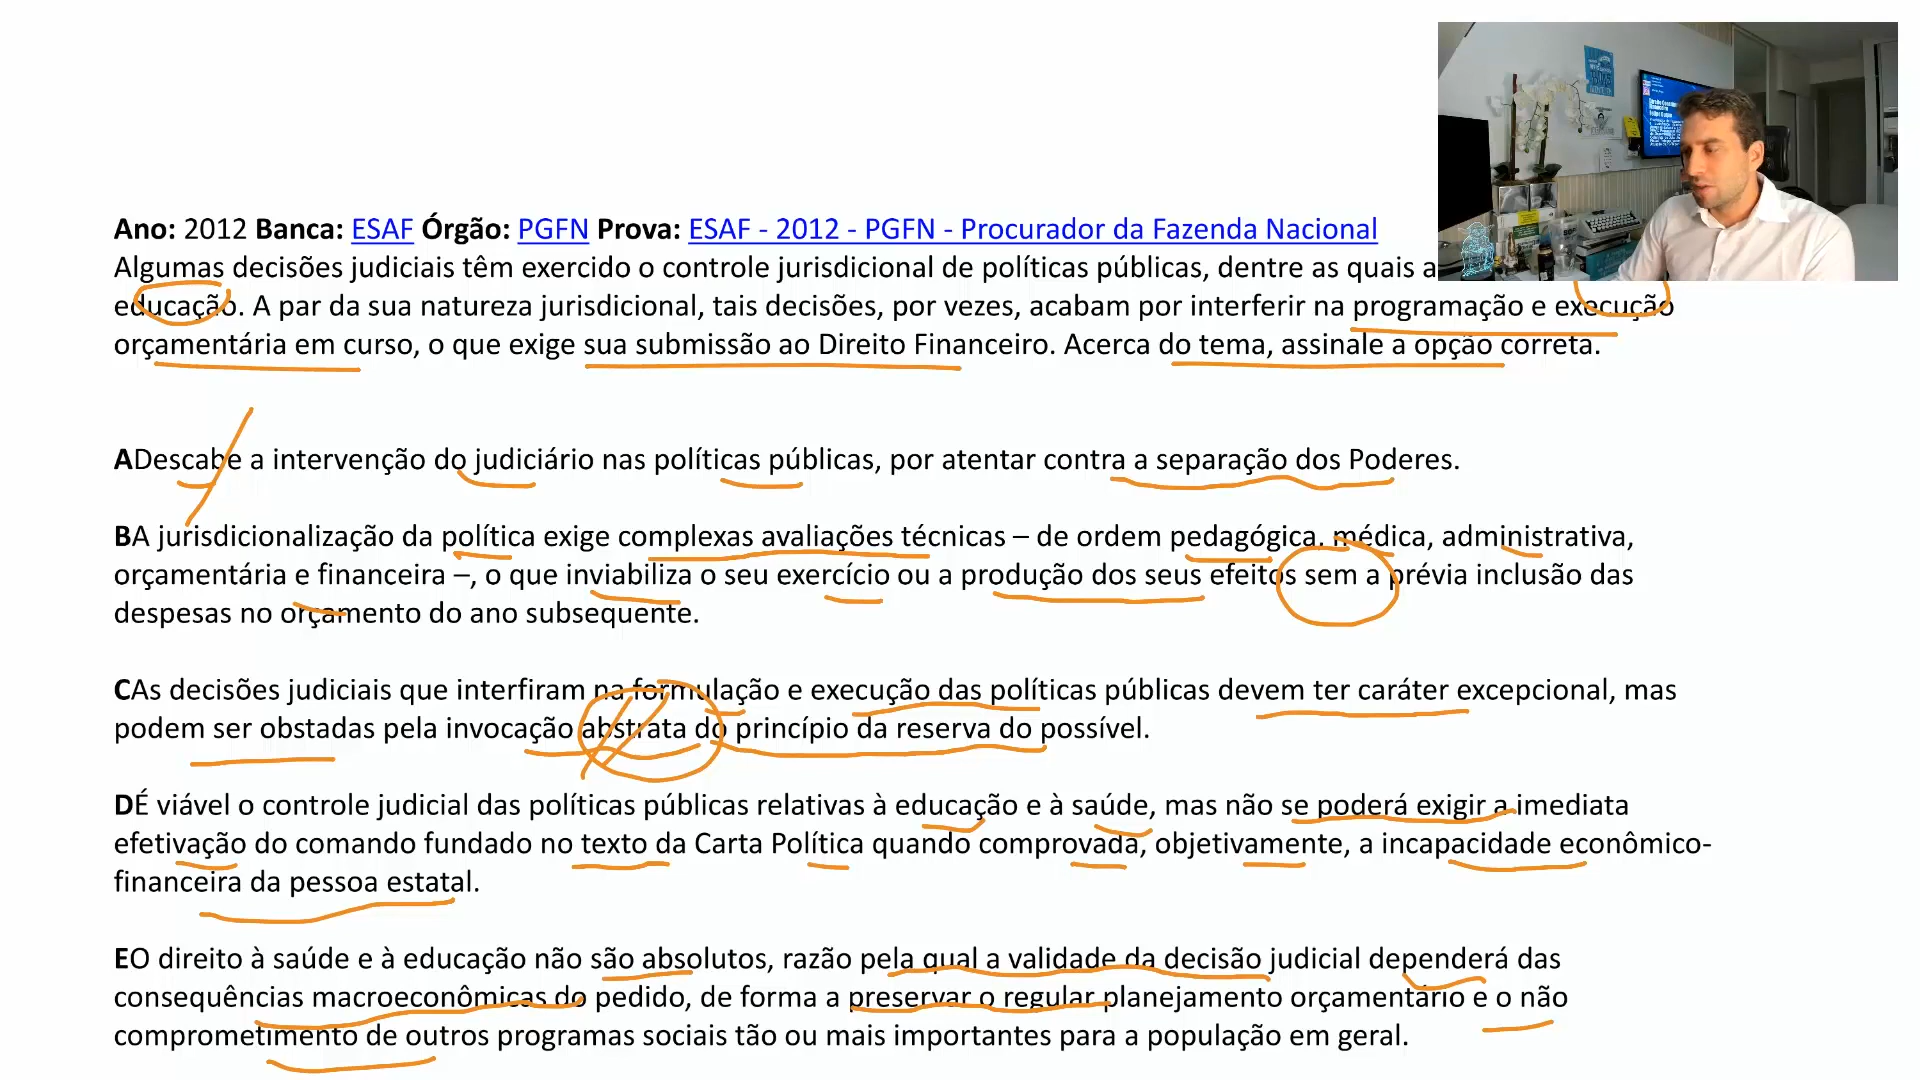 Ano: 2012 Banca: ESAF Órgão: PGFN Prova: ESAF - 2012 - PGFN - Procurador da Fazenda Nacional
Algumas decisões judiciais têm exercido o controle jurisdicional de políticas públicas, dentre as quais a
educação. A par da sua natureza jurisdicional, tais decisões, por vezes, acabam por interferir na programação e execução
orçamentária em curso, o que exige sua submissão ao Direito Financeiro. Acerca do tema, assinale a opção correta.
ADescabe a intervenção do judiciário nas políticas públicas, por atentar contra a separação dos Poderes.
BA jurisdicionalização da política exige complexas avaliações técnicas – de ordem pedagógica, médica, administrativa,
orçamentária e financeira –, o que inviabiliza o seu exercício ou a produção dos seus efeitos sem a prévia inclusão das
despesas no orçamento do ano subsequente.
CAs decisões judiciais que interfiram na formulação e execução das políticas públicas devem ter caráter excepcional, mas
podem ser obstadas pela invocação abstrata do princípio da reserva do possível.
DÉ viável o controle judicial das políticas públicas relativas à educação e à saúde, mas não se poderá exigir a imediata
efetivação do comando fundado no texto da Carta Política quando comprovada, objetivamente, a incapacidade econômico-
financeira da pessoa estatal.
EO direito à saúde e à educação não são absolutos, razão pela qual a validade da decisão judicial dependerá das
consequências macroeconômicas do pedido, de forma a preservar o regular planejamento orçamentário e o não
comprometimento de outros programas sociais tão ou mais importantes para a população em geral.